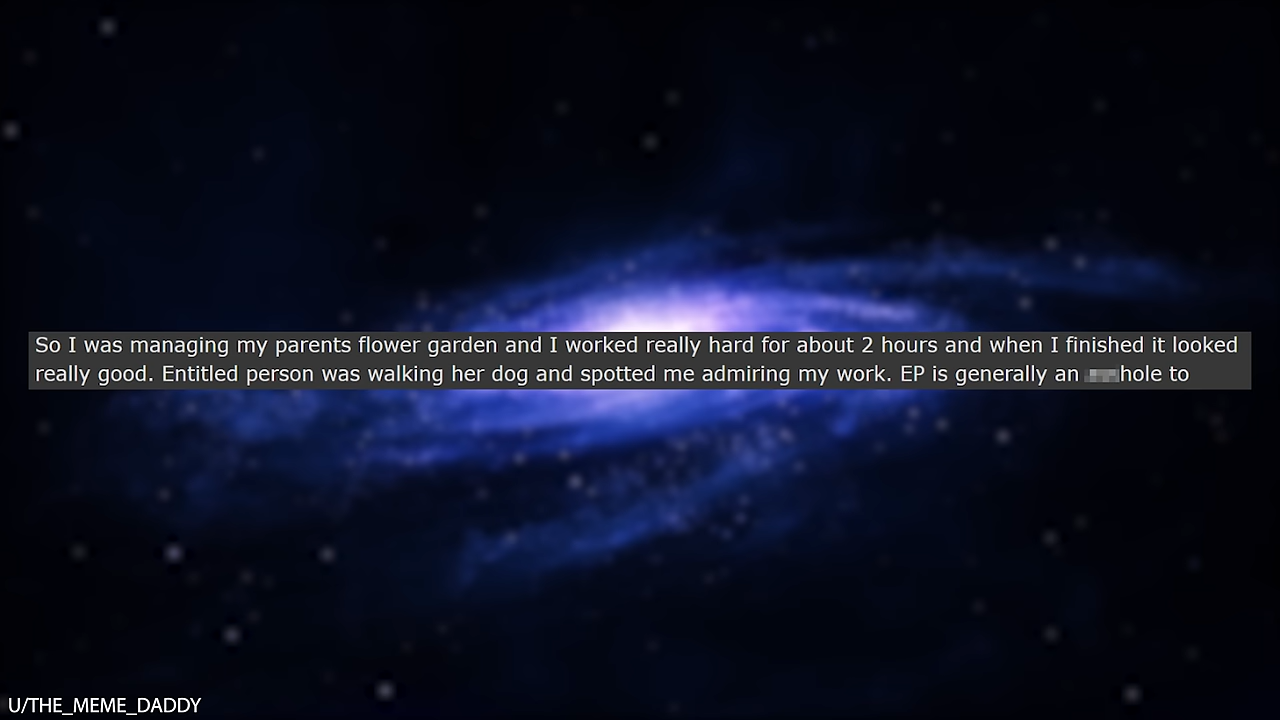 So I was managing my parents flower garden and I worked really hard for about 2 hours and when I finished it looked
really good. Entitled person was walking her dog and spotted me admiring my work. EP is generally an hole to
U/THE_MEME_DADDY